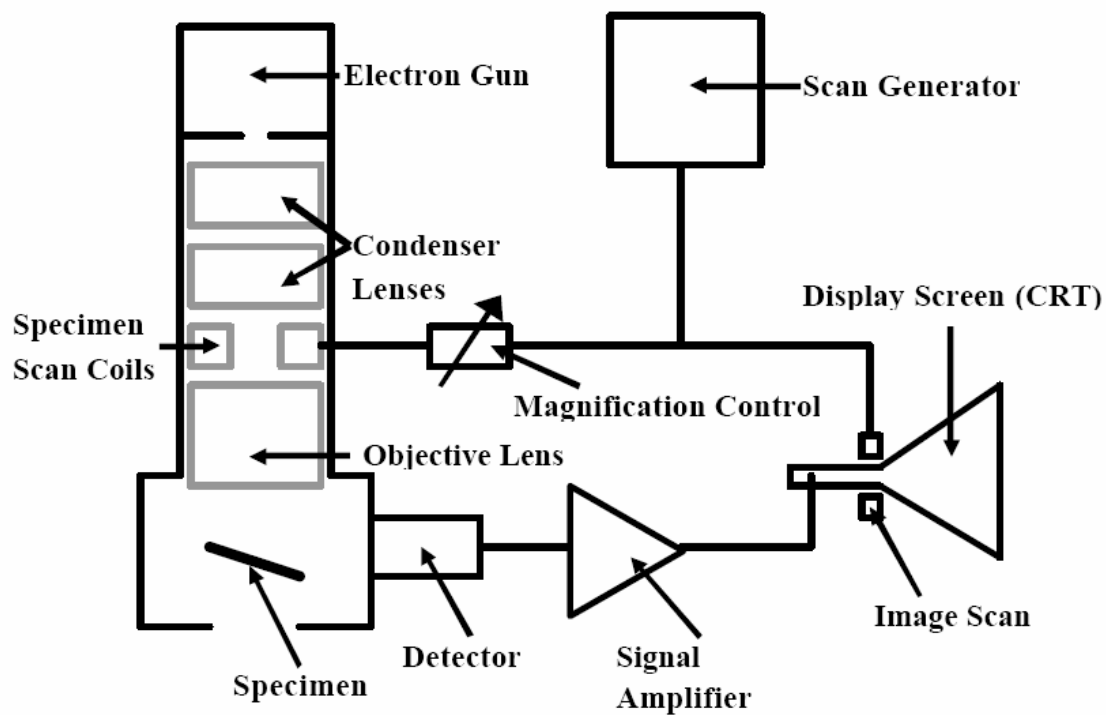 Electron Gun
Scan Generator
Condenser
Lenses
Display Screen (CRT)
Specimen
Scan Coils
Magnification Control
Objective Lens
Image Scan
Detector
Signal
Amplifier
Specimen